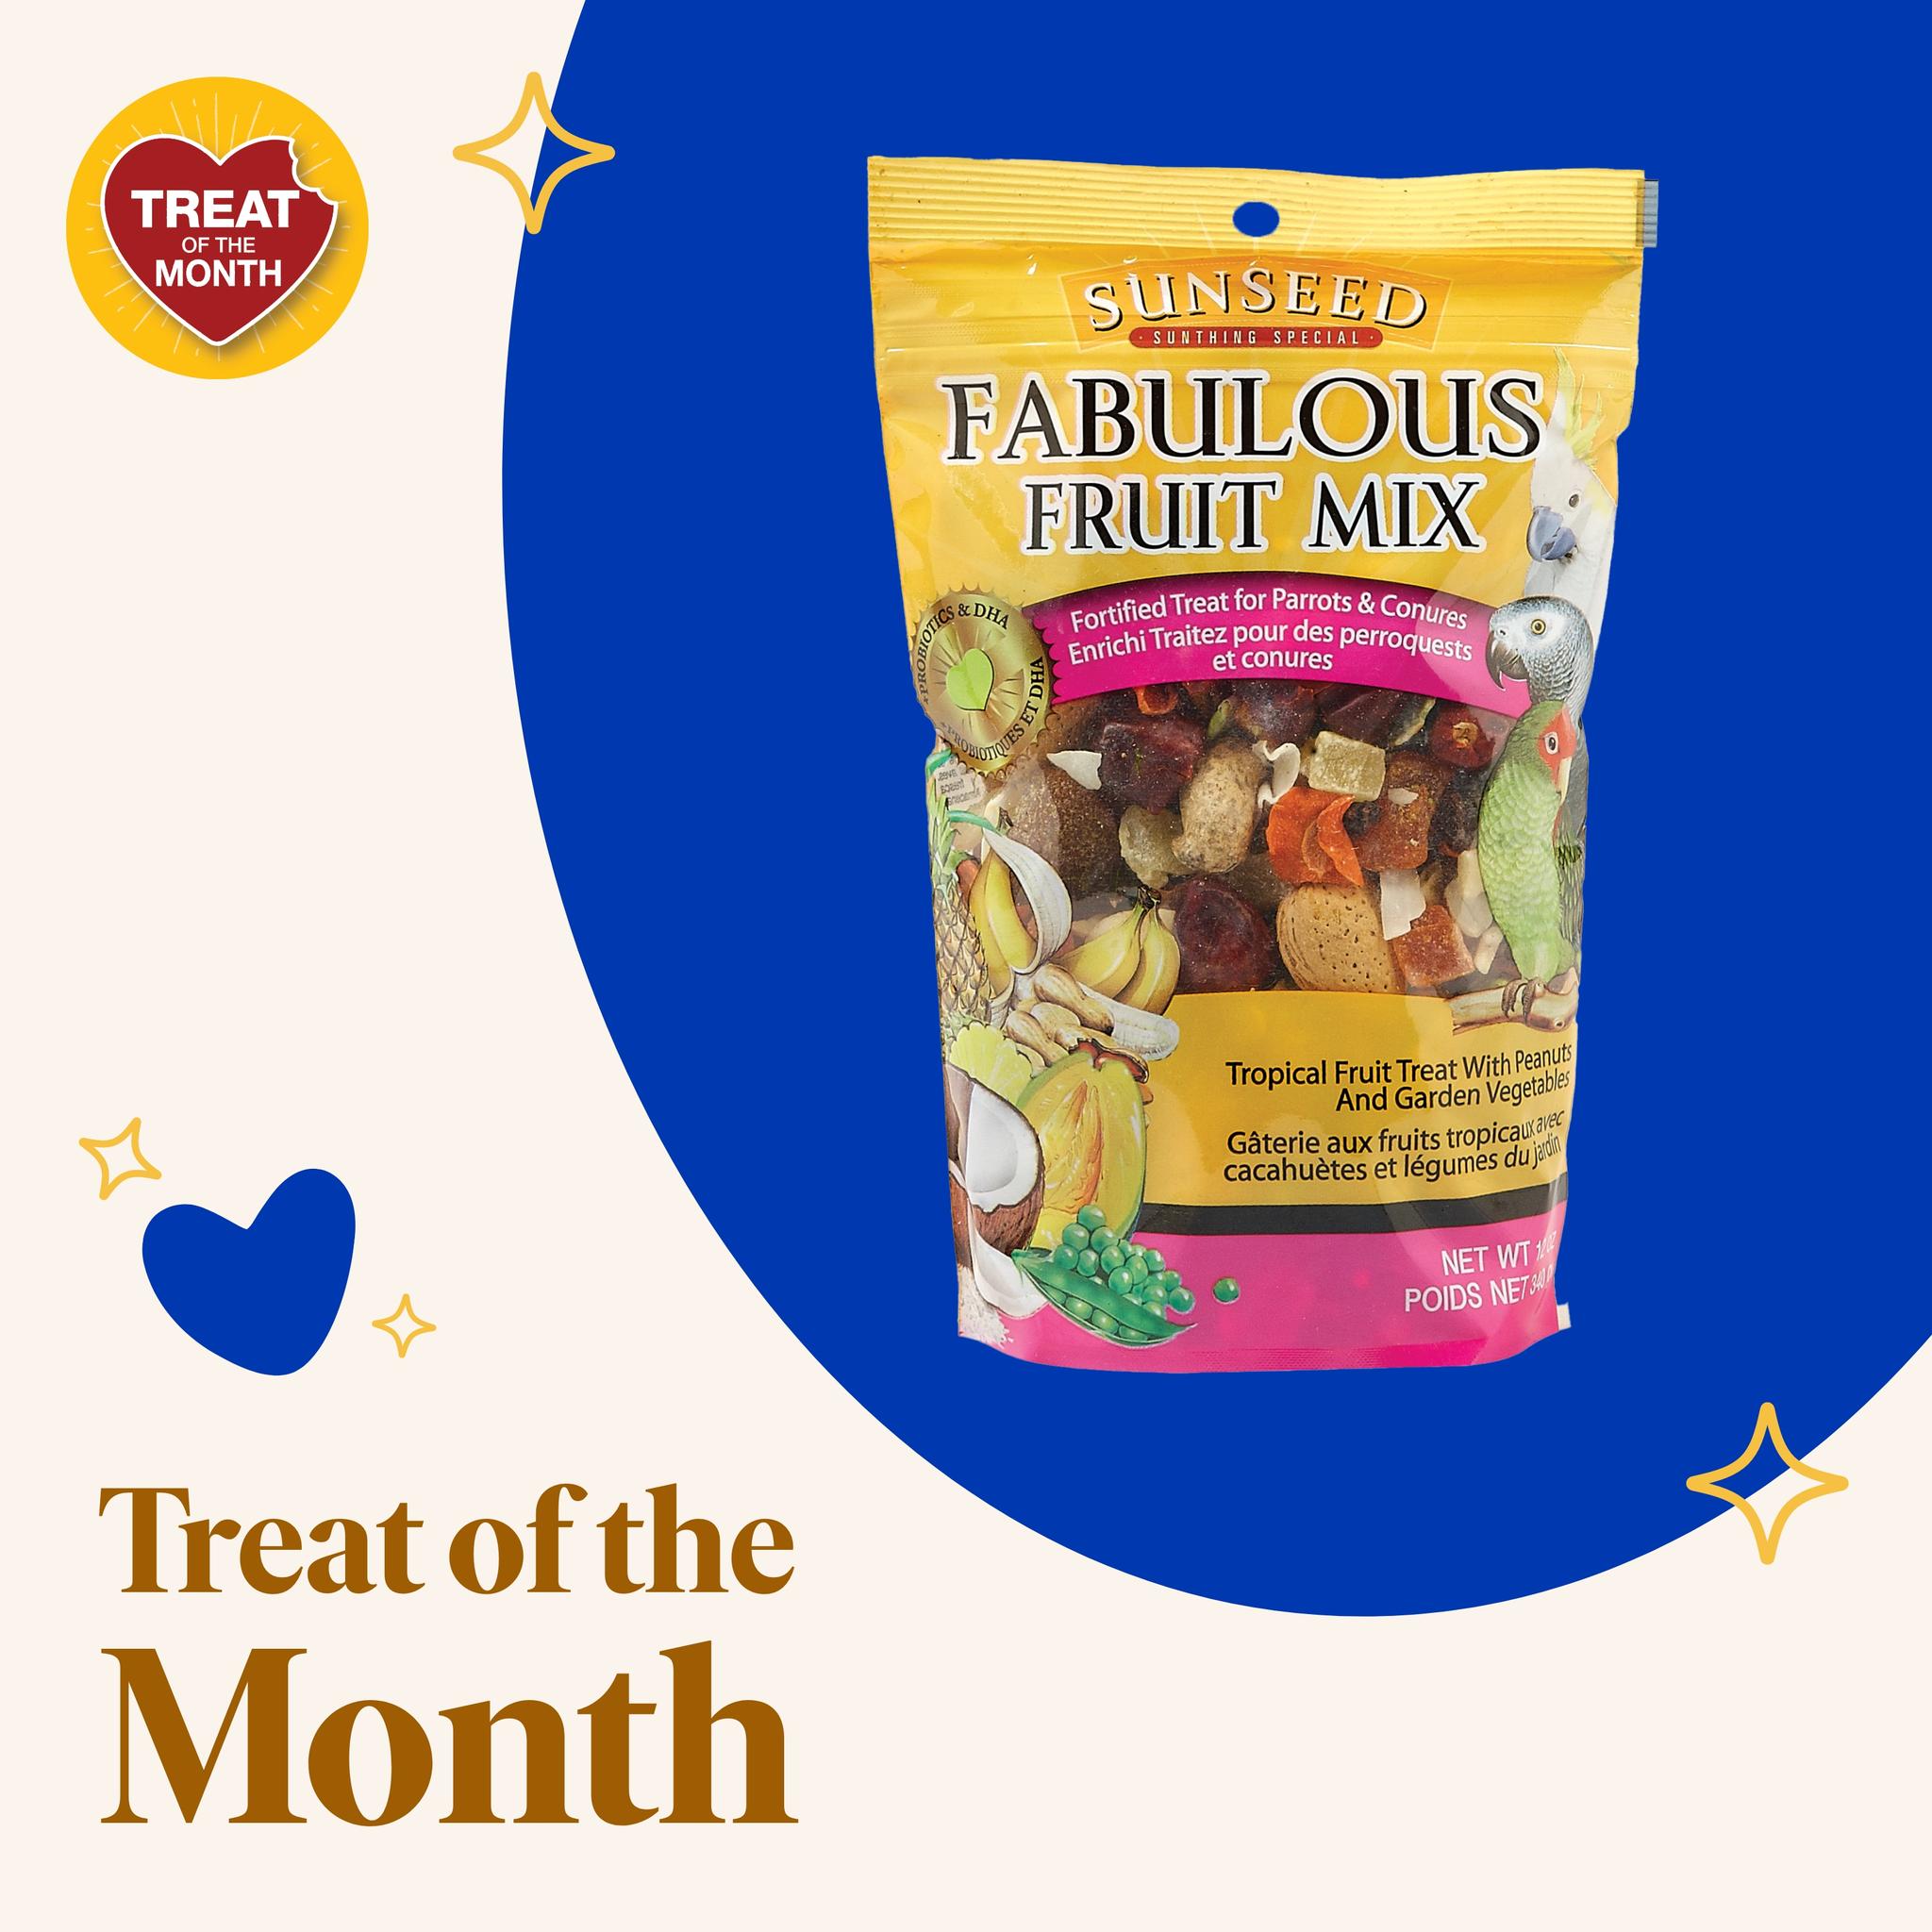 TREAT
OF THE
MONTH
SUNSEED
SUNTHING SPECIAL
FABULOUS
FRUIT MIX
Fortified Treat for Parrots & Conures
Enrichi Traitez pour des perroquests
et conures
+PROBIOTICS & DHA
+PROBIOTIQUES ET DHA
Tropical Fruit Treat With Peanuts
And Garden Vegetables
Gâterie aux fruits tropicaux avec
cacahuètes et légumes du jardin
NET WT
POIDS NET
Treat of the
Month